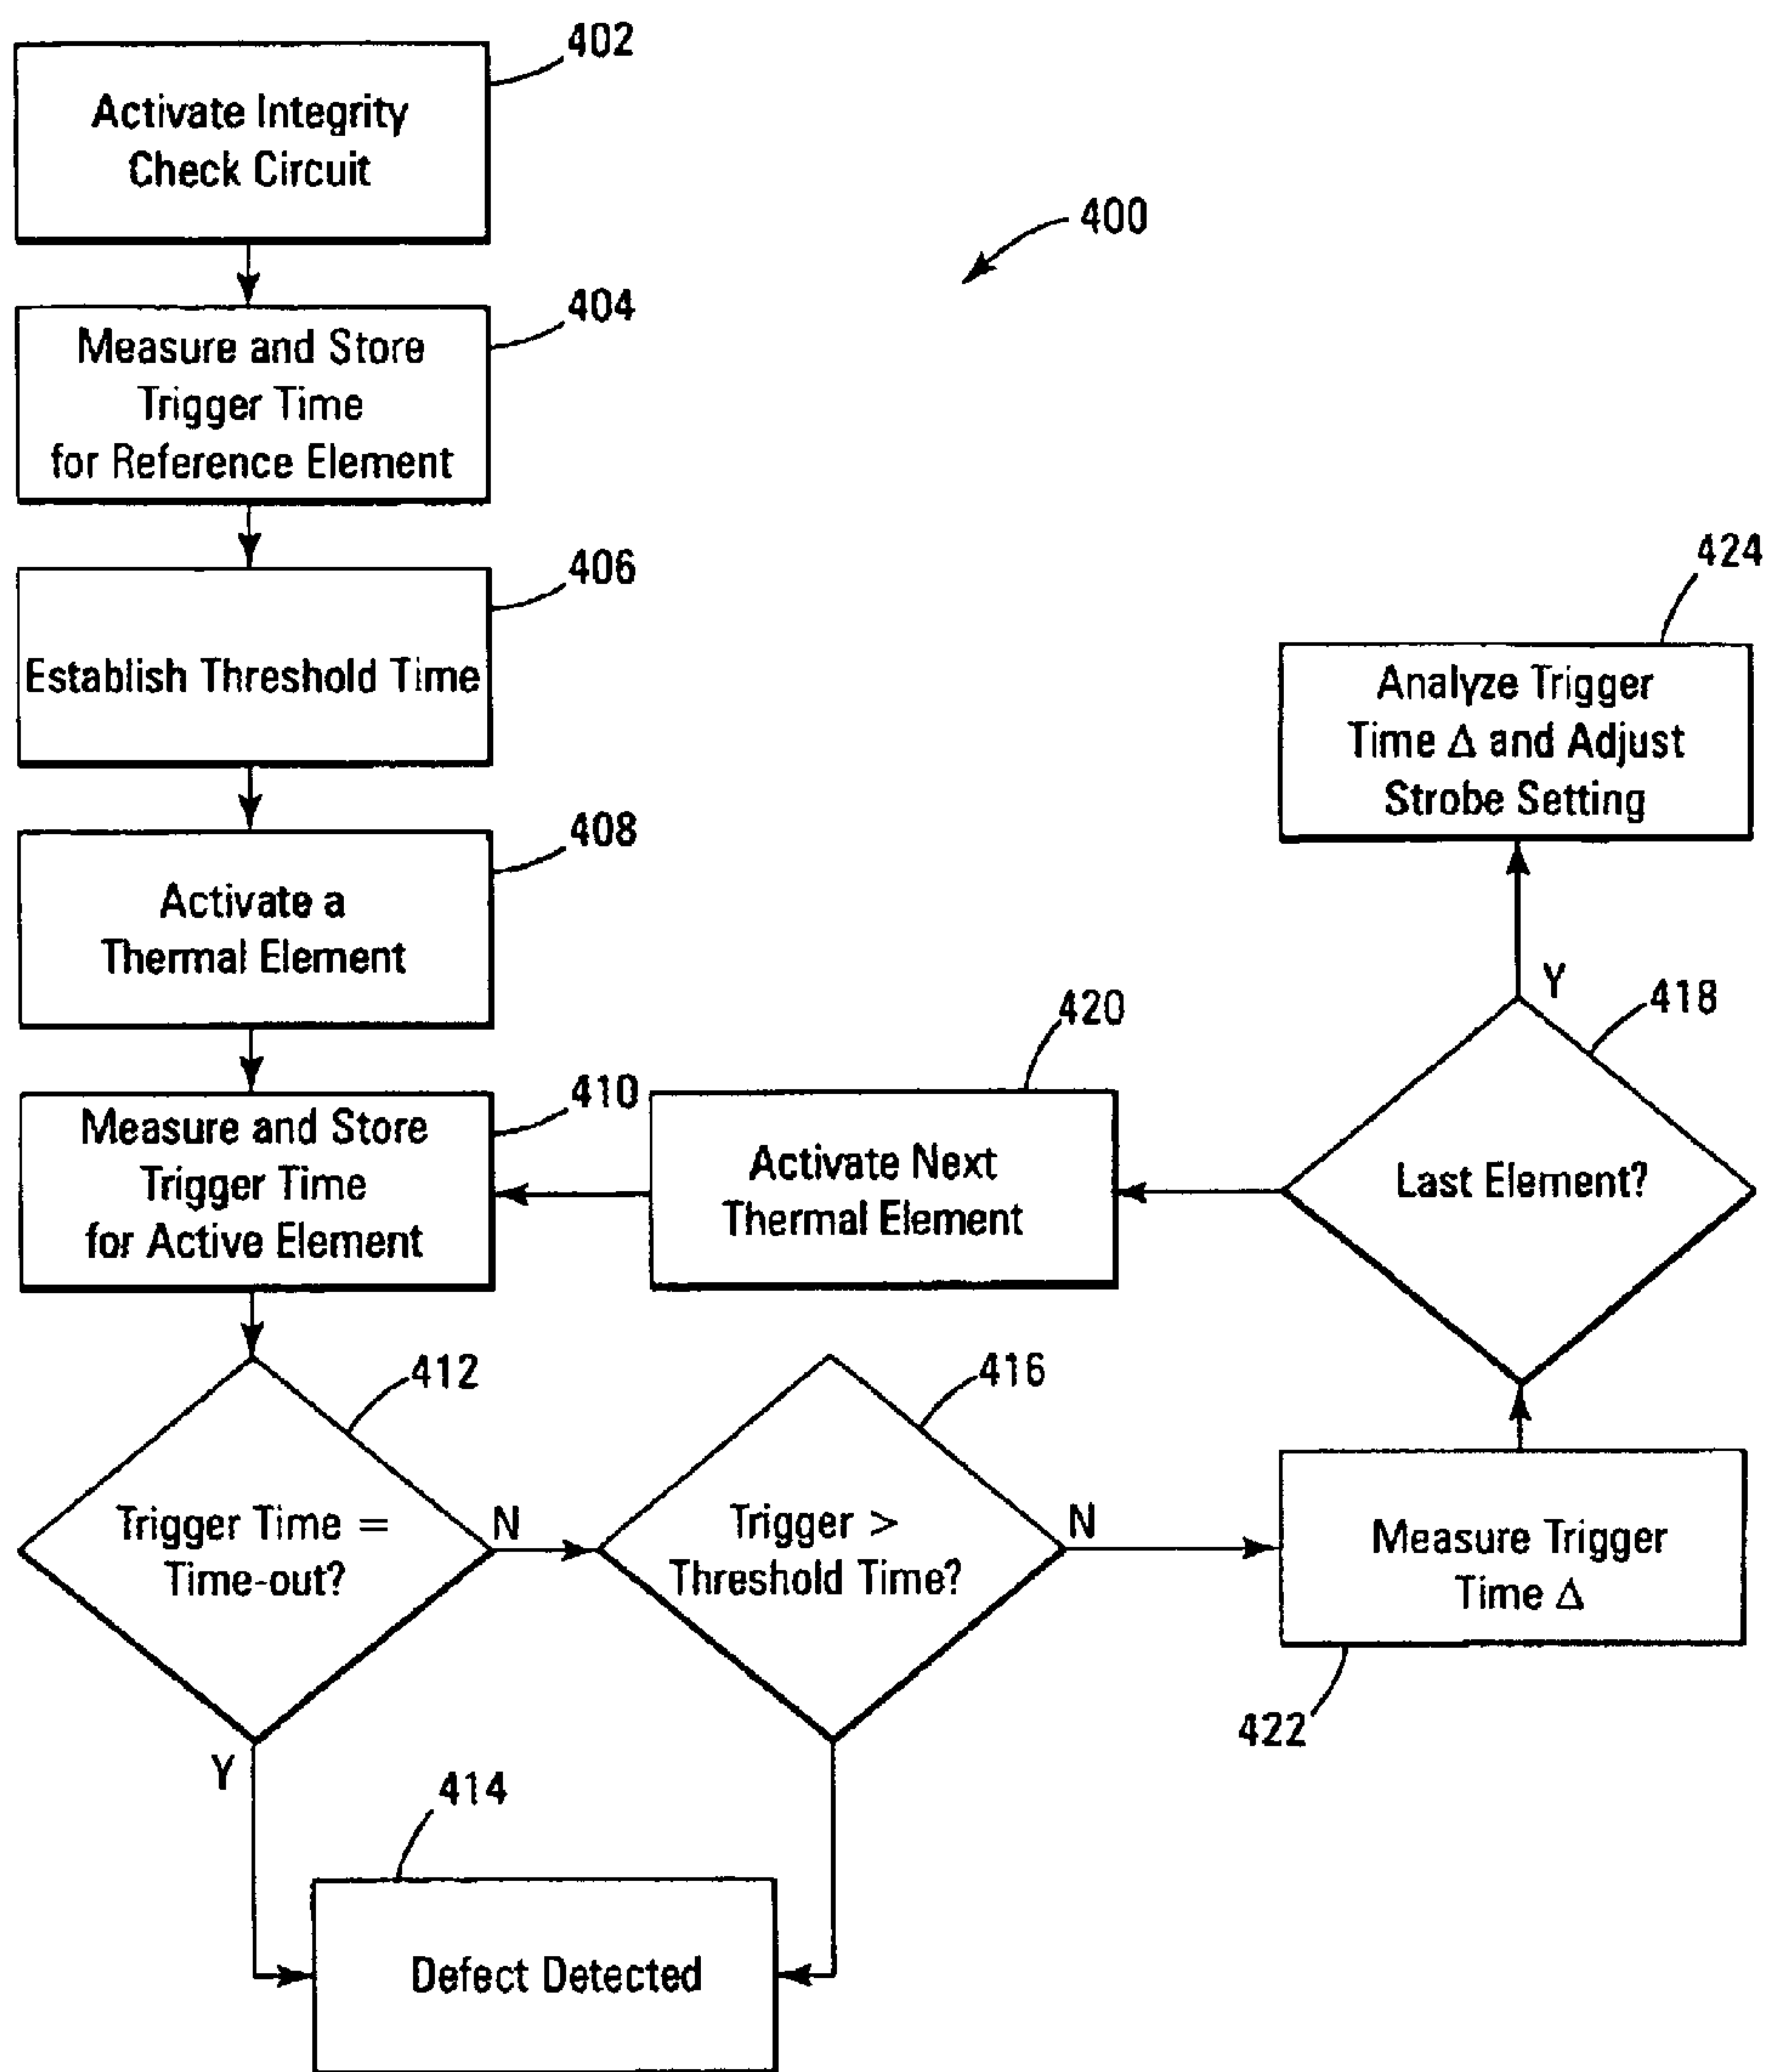 402
Activate Integrity
Check Circuit
400
404
Measure and Store
Trigger Time
for Reference Element
406
Establish Threshold Time
424
Analyze Trigger
Time Δ and Adjust
Strobe Setting
408
Activate a
Thermal Element
Y
418
Last Element?
420
Activate Next
Thermal Element
410
Measure and Store
Trigger Time
for Active Element
412
Trigger Time =
Time-out?
N
Y
416
Trigger >
Threshold Time?
N
Measure Trigger
Time Δ
422
414
Defect Detected